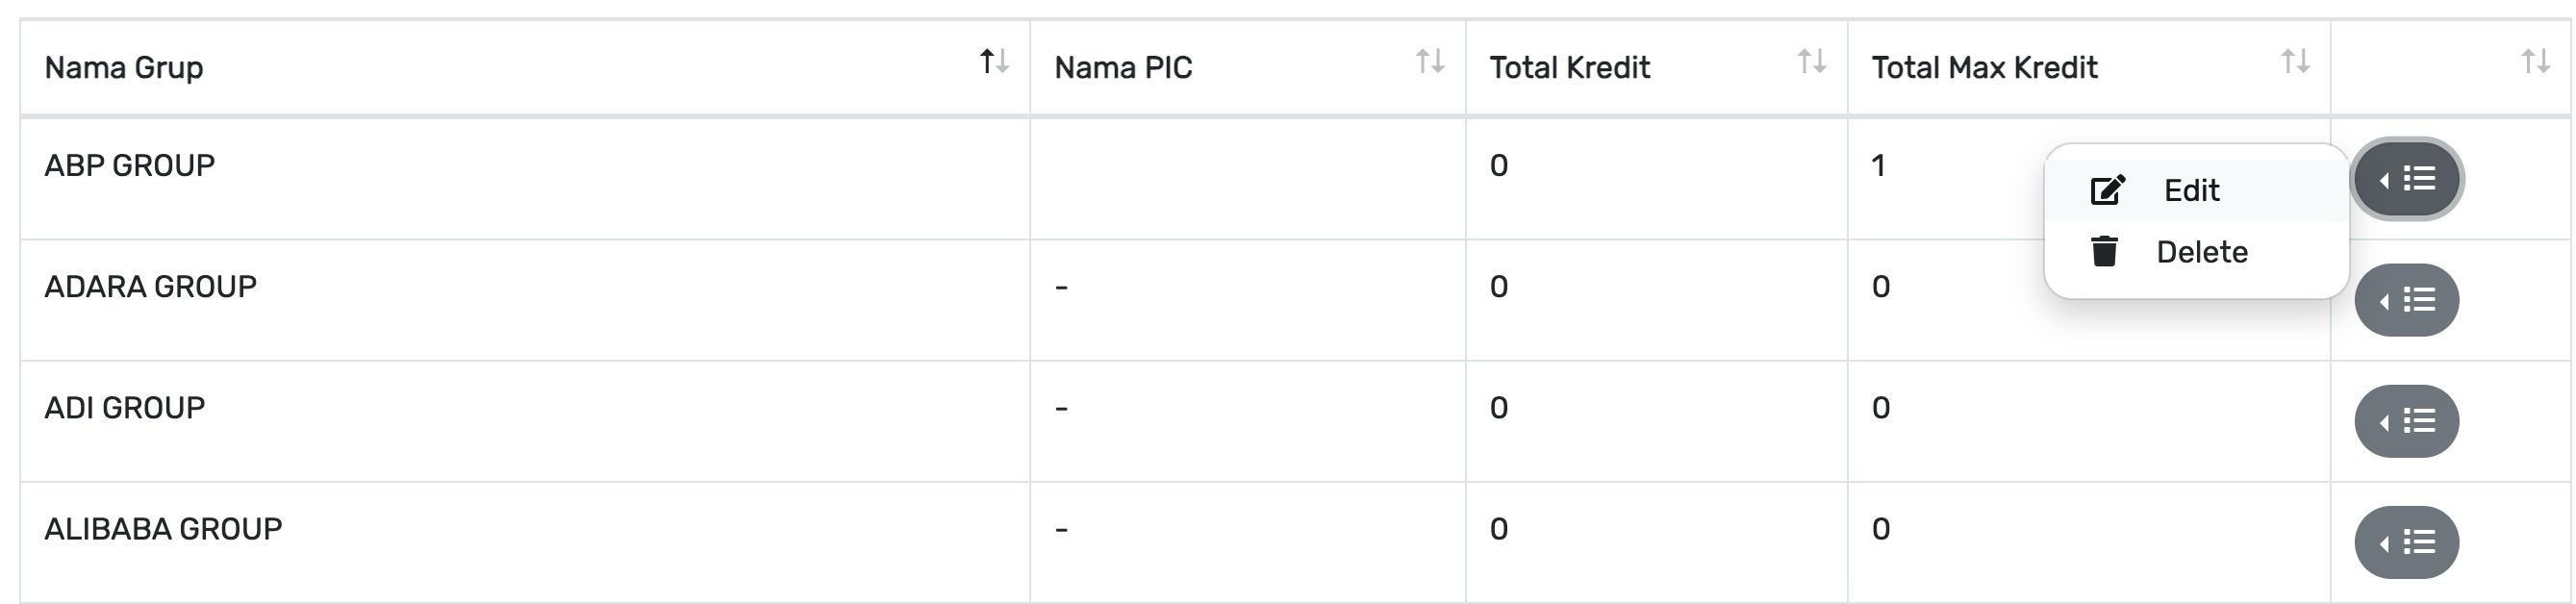 Nama Grup Nama PIC Total Kredit Total Max Kredit
ABP GROUP 0 1
Edit
Delete
ADARA GROUP - 0 0
ADI GROUP - 0 0
ALIBABA GROUP - 0 0